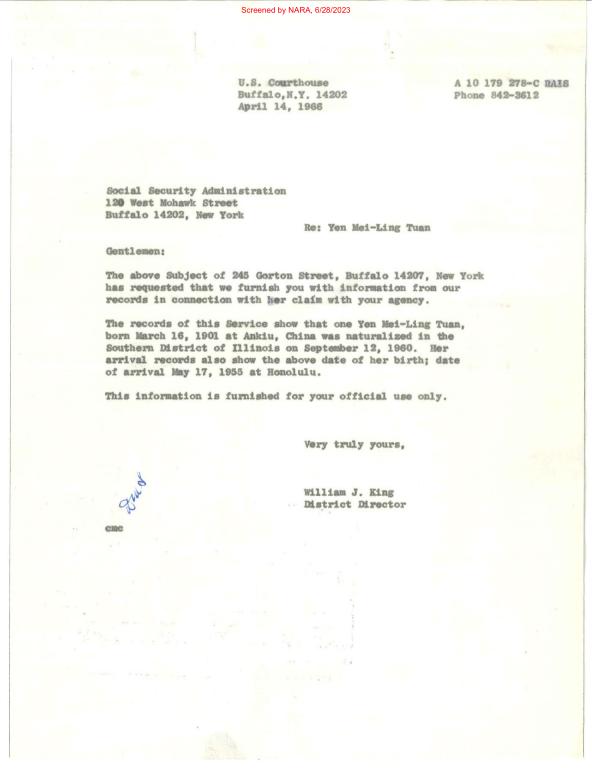 Screened by NARA, 6/28/2023
U.S. Courthouse
Buffalo,N.Y. 14202
April 14, 1966
A 10 179 278-C RAIS
Phone 842-3612
Social Security Administration
120 West Mohawk Street
Buffalo 14202, New York
Re: Yen Mei-Ling Tuan
Gentlemen:
The above Subject of 245 Gorton Street, Buffalo 14207, New York
has requested that we furnish you with information from our
records in connection with her claim with your agency.
The records of this Service show that one Yen Mei-Ling Tuan,
born March 16, 1901 at Ankiu, China was naturalized in the
Southern District of Illinois on September 12, 1960. Her
arrival records also show the above date of her birth; date
of arrival May 17, 1955 at Honolulu.
This information is furnished for your official use only.
Very truly yours,
William J. King
District Director
cmc